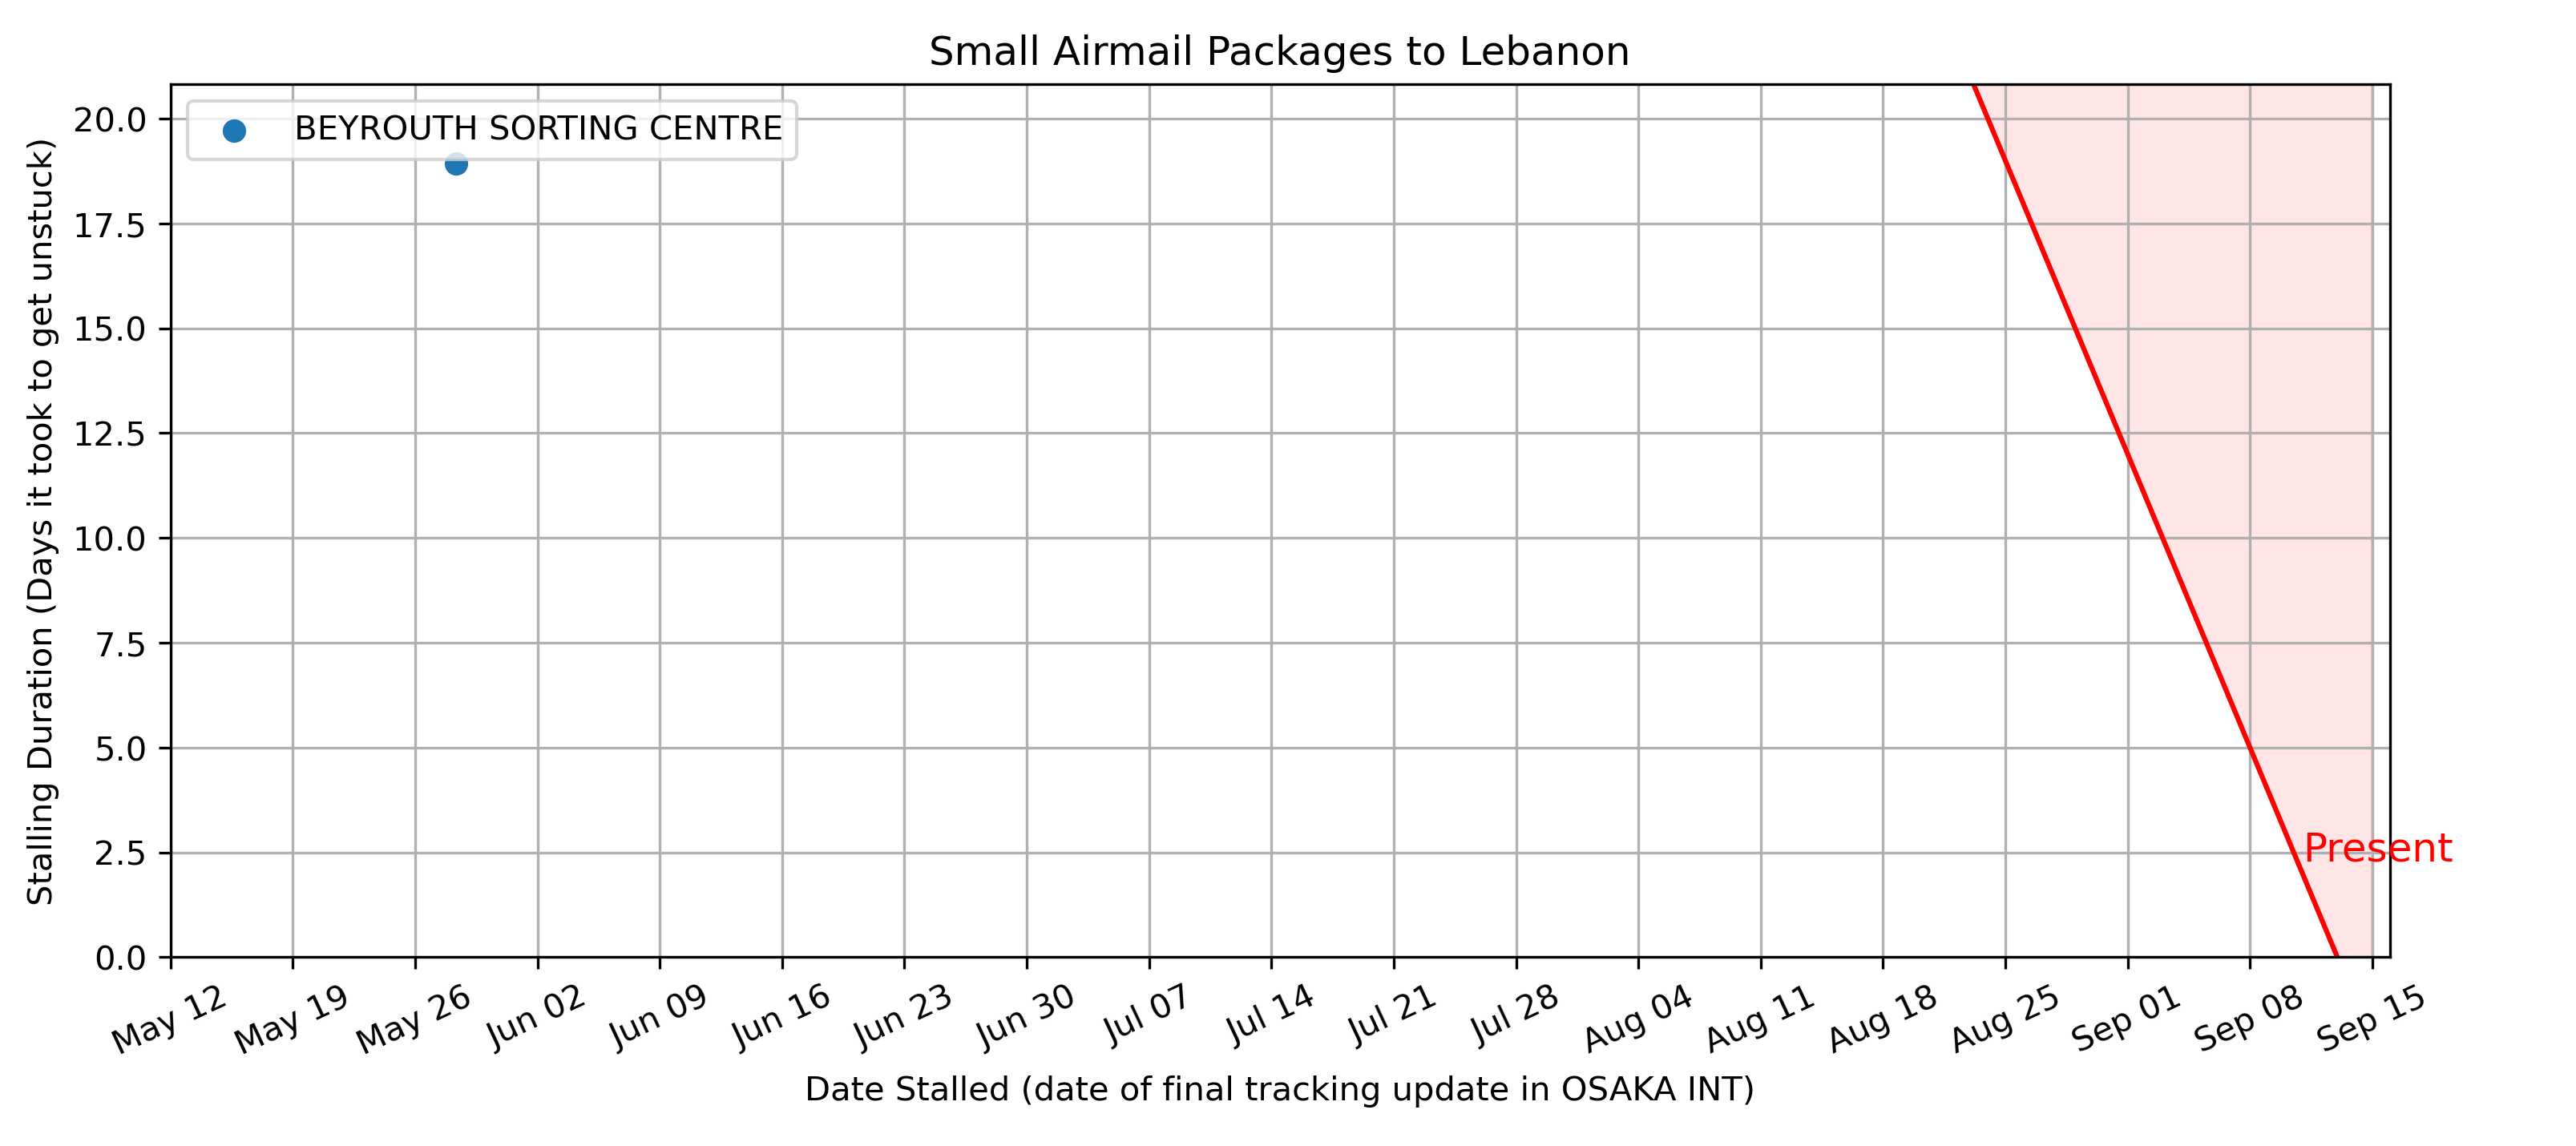 Small Airmail Packages to Lebanon
BEYROUTH SORTING CENTRE
Stalling Duration (Days it took to get unstuck)
20.0
17.5
15.0
12.5
10.0
7.5
5.0
2.5
0.0
Present
May 12
May 19
May 26
Jun 02
Jun 09
Jun 16
Jun 23
Jun 30
Jul 07
Jul 14
Jul 21
Jul 28
Aug 04
Aug 11
Aug 18
Aug 25
Sep 01
Sep 08
Sep 15
Date Stalled (date of final tracking update in OSAKA INT)